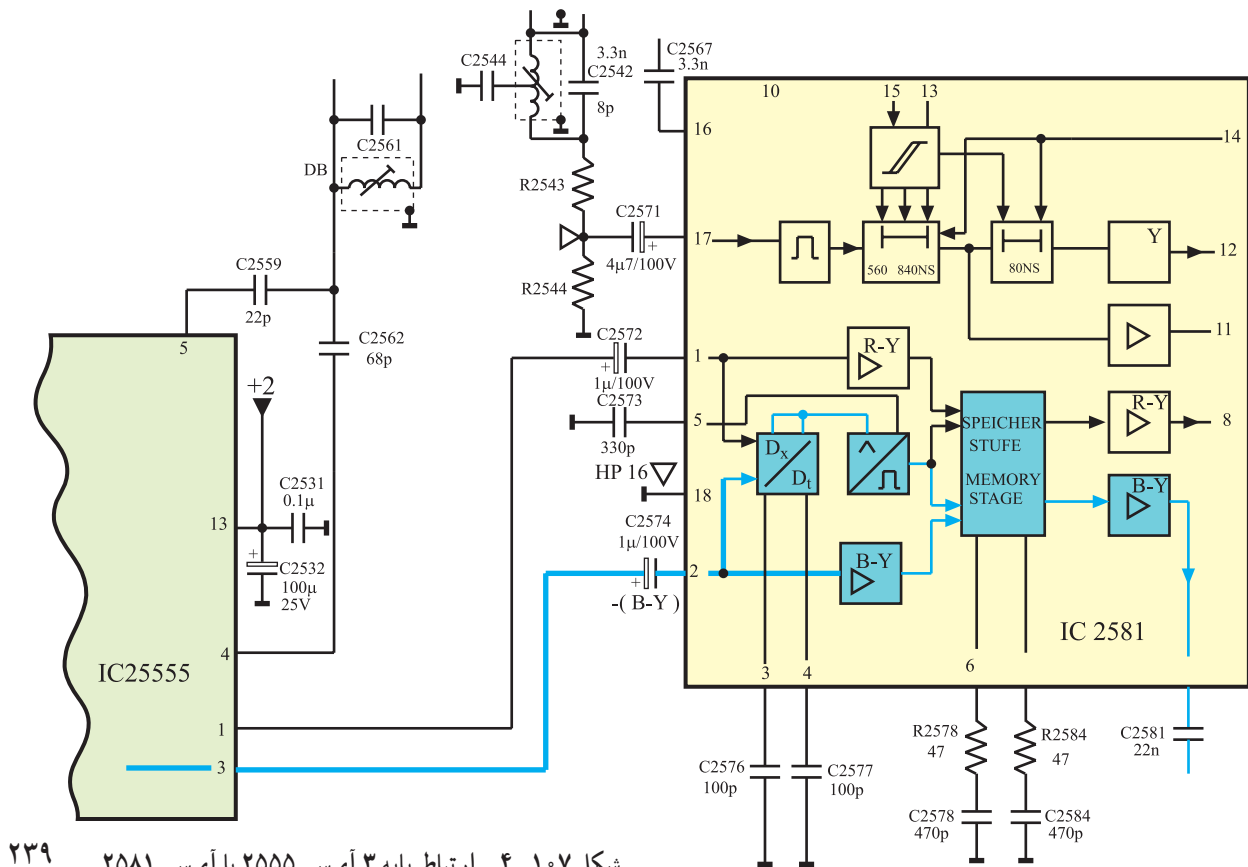 C2544
3.3n
C2542
8p
C2567
3.3n
10
15
13
16
14
C2561
DB
R2543
C2571
+
4μ7/100V
17
560 840NS
80NS
Y
12
R2544
11
C2559
22p
5
C2562
68p
C2572
+
1μ/100V
1
R-Y
+2
C2573
330p
5
SPEICHER
STUFE
MEMORY
STAGE
R-Y
8
Dx
Dt
HP 16
18
B-Y
C2531
0.1μ
13
C2574
1μ/100V
+
2
-( B-Y )
B-Y
+
C2532
100μ
25V
IC 2581
4
IC25555
3
4
6
1
3
R2578
47
R2584
47
C2581
22n
C2576
100p
C2577
100p
C2578
470p
C2584
470p
۲۳۹